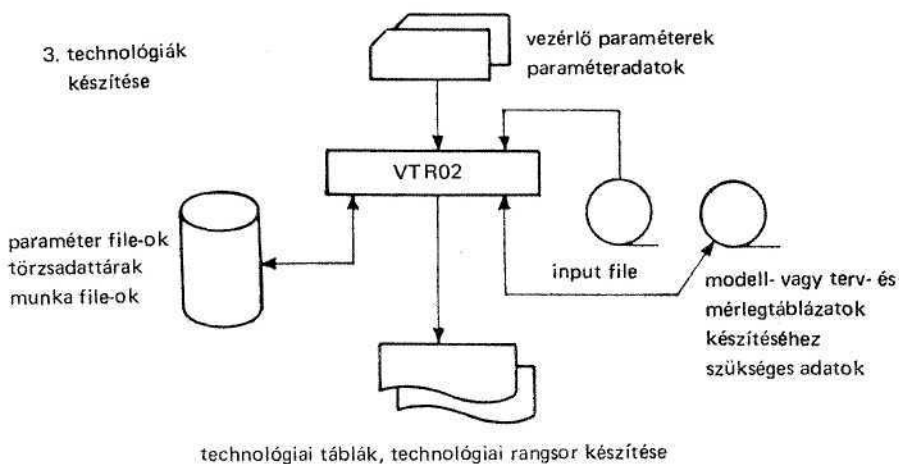 3. technológiák
készítése
vezérlő paraméterek
paraméteradatok
VTR02
paraméter file-ok
törzsadattárak
munka file-ok
input file
modell- vagy terv- és
mérlegtáblázatok
készítéséhez
szükséges adatok
technológiai táblák, technológiai rangsor készítése